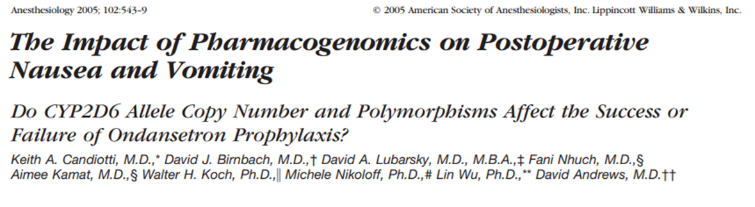 Anesthesiology 2005; 102:543–9 © 2005 American Society of Anesthesiologists, Inc. Lippincott Williams & Wilkins, Inc.
The Impact of Pharmacogenomics on Postoperative
Nausea and Vomiting
Do CYP2D6 Allele Copy Number and Polymorphisms Affect the Success or
Failure of Ondansetron Prophylaxis?
Keith A. Candiotti, M.D.,* David J. Birnbach, M.D.,† David A. Lubarsky, M.D., M.B.A.,‡ Fani Nhuch, M.D.,§
Aimee Kamat, M.D.,§ Walter H. Koch, Ph.D.,‖ Michele Nikoloff, Ph.D.,# Lin Wu, Ph.D.,** David Andrews, M.D.††